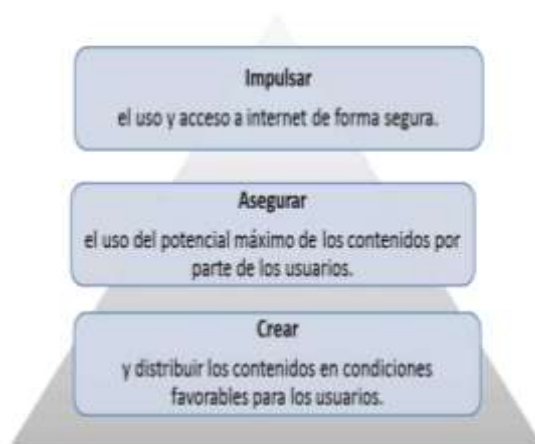 Impulsar
el uso y acceso a internet de forma segura.
Asegurar
el uso del potencial máximo de los contenidos por
parte de los usuarios.
Crear
y distribuir los contenidos en condiciones
favorables para los usuarios.